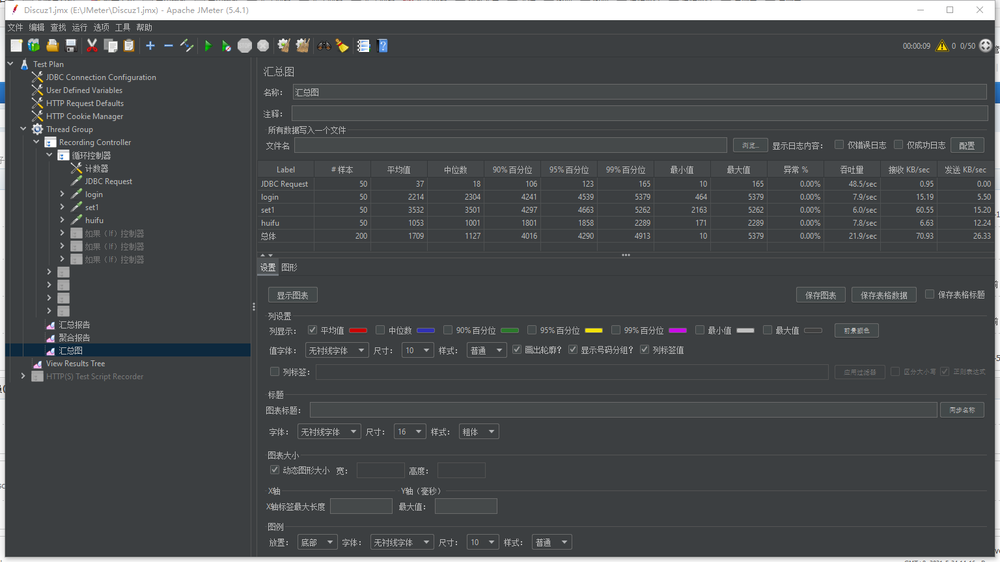 Discuz1.jmx (E:\JMeter\Discuz1.jmx) - Apache JMeter (5.4.1)
文件 编辑 查找 运行 选项 工具 帮助
STOP 00:00:09 0 0/50
Test Plan
JDBC Connection Configuration
User Defined Variables
HTTP Request Defaults
HTTP Cookie Manager
Thread Group
Recording Controller
循环控制器
计数器
JDBC Request
login
set1
huifu
如果（If）控制器
如果（If）控制器
如果（If）控制器
汇总报告
聚合报告
汇总图
View Results Tree
HTTP(S) Test Script Recorder
汇总图
名称： 汇总图
注释：
所有数据写入一个文件
文件名 浏览... 显示日志内容： 仅错误日志 仅成功日志 配置
Label # 样本 平均值 中位数 90% 百分位 95% 百分位 99% 百分位 最小值 最大值 异常 % 吞吐量 接收 KB/sec 发送 KB/sec
JDBC Request 50 37 18 106 123 165 10 165 0.00% 48.5/sec 0.95 0.00
login 50 2214 2304 4241 4539 5379 464 5379 0.00% 7.9/sec 15.19 5.50
set1 50 3532 3501 4297 4663 5262 2163 5262 0.00% 6.0/sec 60.55 15.20
huifu 50 1053 1001 1801 1858 2289 171 2289 0.00% 7.8/sec 6.63 12.24
总体 200 1709 1127 4016 4290 4913 10 5379 0.00% 21.9/sec 70.93 26.33
设置 图形
显示图表 保存图表 保存表格数据 保存表格标题
列设置
列显示： 平均值 中位数 90% 百分位 95% 百分位 99% 百分位 最小值 最大值 前景颜色
值字体： 无衬线字体 尺寸： 10 样式： 普通 画出轮廓？ 显示号码分组？ 列标签值
列标签： 应用过滤器 区分大小写 正则表达式
标题
图表标题： 同步名称
字体： 无衬线字体 尺寸： 16 样式： 粗体
图表大小
动态图形大小 宽： 高度：
X轴 Y轴（毫秒）
X轴标签最大长度 最大值：
图例
放置： 底部 字体： 无衬线字体 尺寸： 10 样式： 普通